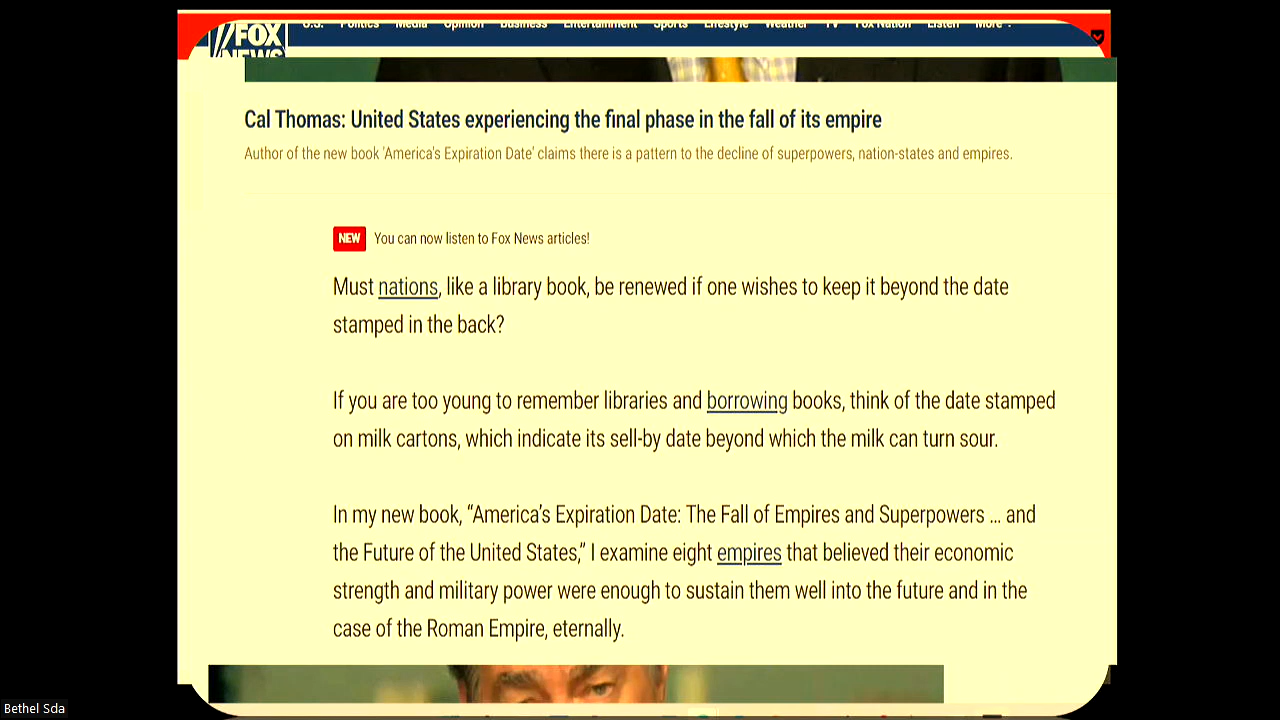 U.S. Politics Media Opinion Business Entertainment Sports Lifestyle Weather TV Fox Nation Listen More
FOX
NEWS
Cal Thomas: United States experiencing the final phase in the fall of its empire
Author of the new book 'America's Expiration Date' claims there is a pattern to the decline of superpowers, nation-states and empires.
NEW You can now listen to Fox News articles!
Must nations, like a library book, be renewed if one wishes to keep it beyond the date
stamped in the back?
If you are too young to remember libraries and borrowing books, think of the date stamped
on milk cartons, which indicate its sell-by date beyond which the milk can turn sour.
In my new book, “America’s Expiration Date: The Fall of Empires and Superpowers ... and
the Future of the United States,” I examine eight empires that believed their economic
strength and military power were enough to sustain them well into the future and in the
case of the Roman Empire, eternally.
Bethel Sda